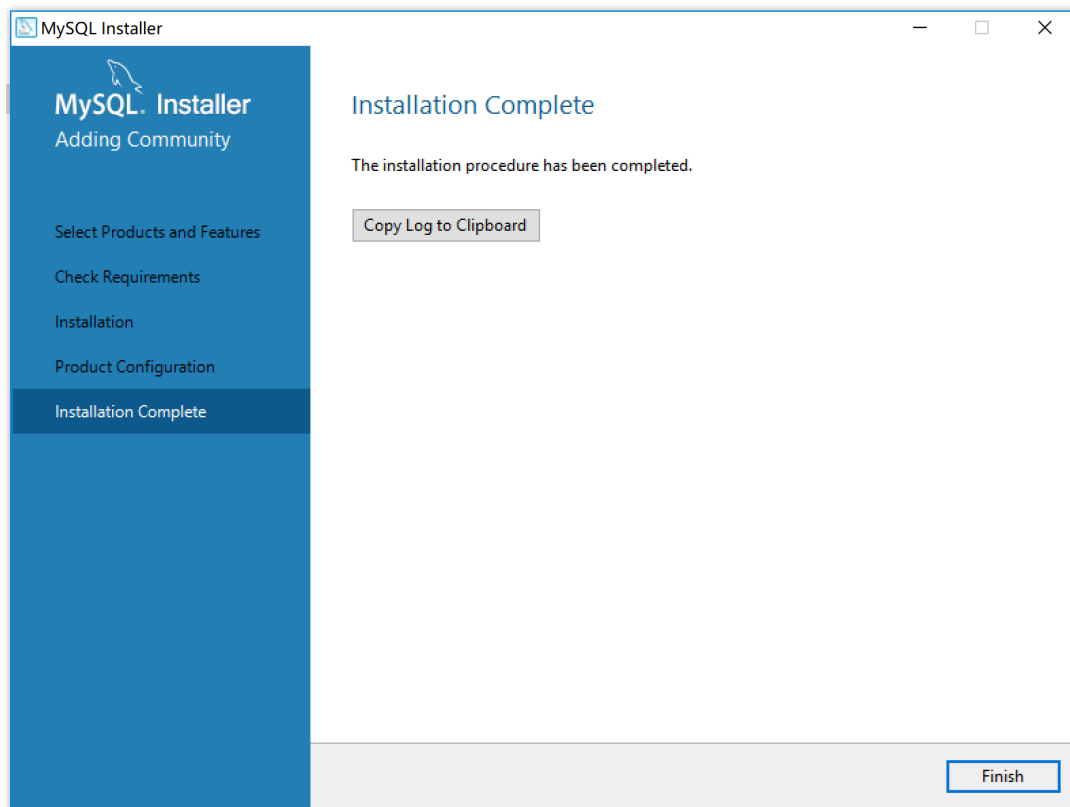 MySQL Installer
MySQL. Installer
Adding Community
Select Products and Features
Check Requirements
Installation
Product Configuration
Installation Complete
Installation Complete
The installation procedure has been completed.
Copy Log to Clipboard
Finish